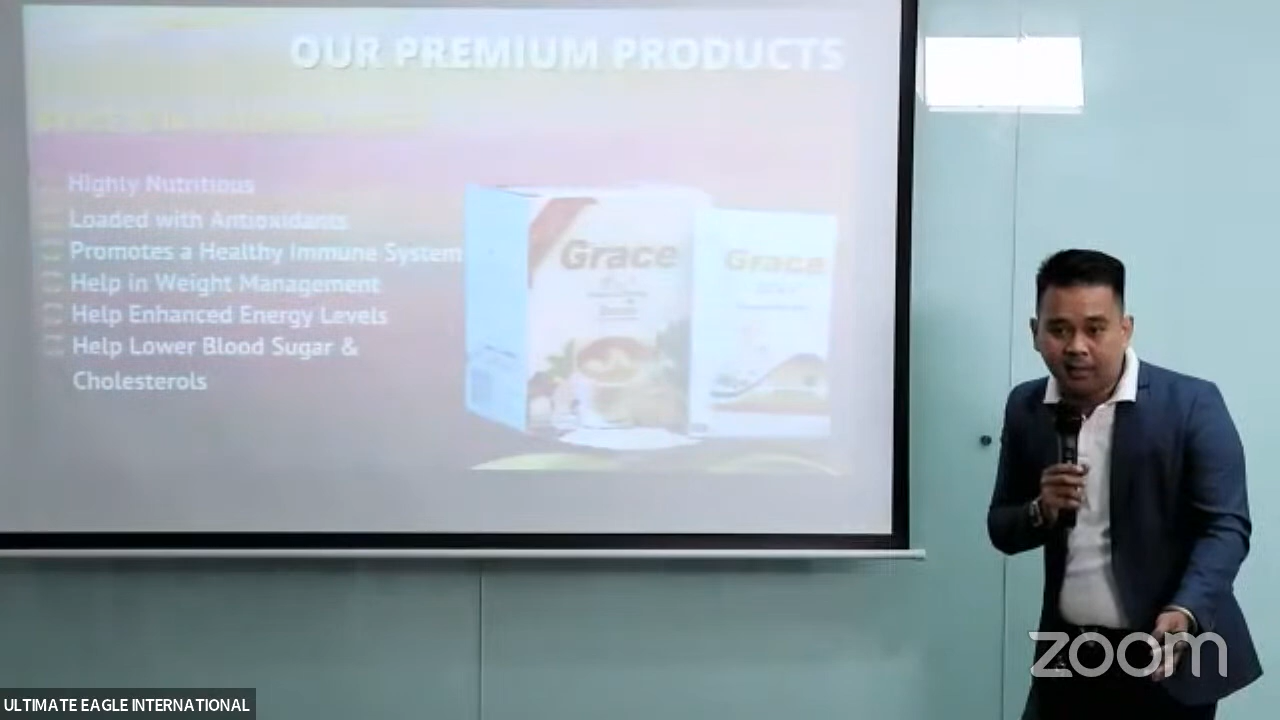 OUR PREMIUM PRODUCTS
Highly Nutritious
Loaded with Antioxidants
Promotes a Healthy Immune System
Help in Weight Management
Help Enhanced Energy Levels
Help Lower Blood Sugar &
Cholesterols
Grace
Grace
zoom
ULTIMATE EAGLE INTERNATIONAL